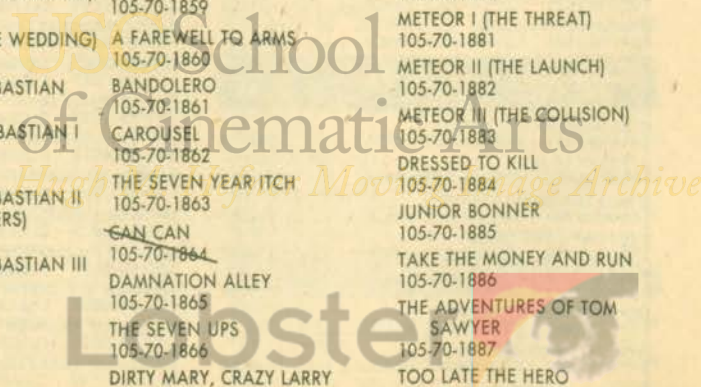 E WEDDING)
BASTIAN
BASTIAN I
BASTIAN II
ERS)
BASTIAN III
105-70-1859
A FAREWELL TO ARMS
105-70-1860
BANDOLERO
105-70-1861
CAROUSEL
105-70-1862
THE SEVEN YEAR ITCH
105-70-1863
CAN CAN
105-70-1864
DAMNATION ALLEY
105-70-1865
THE SEVEN UPS
105-70-1866
DIRTY MARY, CRAZY LARRY
METEOR I (THE THREAT)
105-70-1881
METEOR II (THE LAUNCH)
105-70-1882
METEOR III (THE COLLISION)
105-70-1883
DRESSED TO KILL
105-70-1884
JUNIOR BONNER
105-70-1885
TAKE THE MONEY AND RUN
105-70-1886
THE ADVENTURES OF TOM
SAWYER
105-70-1887
TOO LATE THE HERO
USC School
of Cinematic Arts
Hugh M. Hefner Moving Image Archive
Lobster